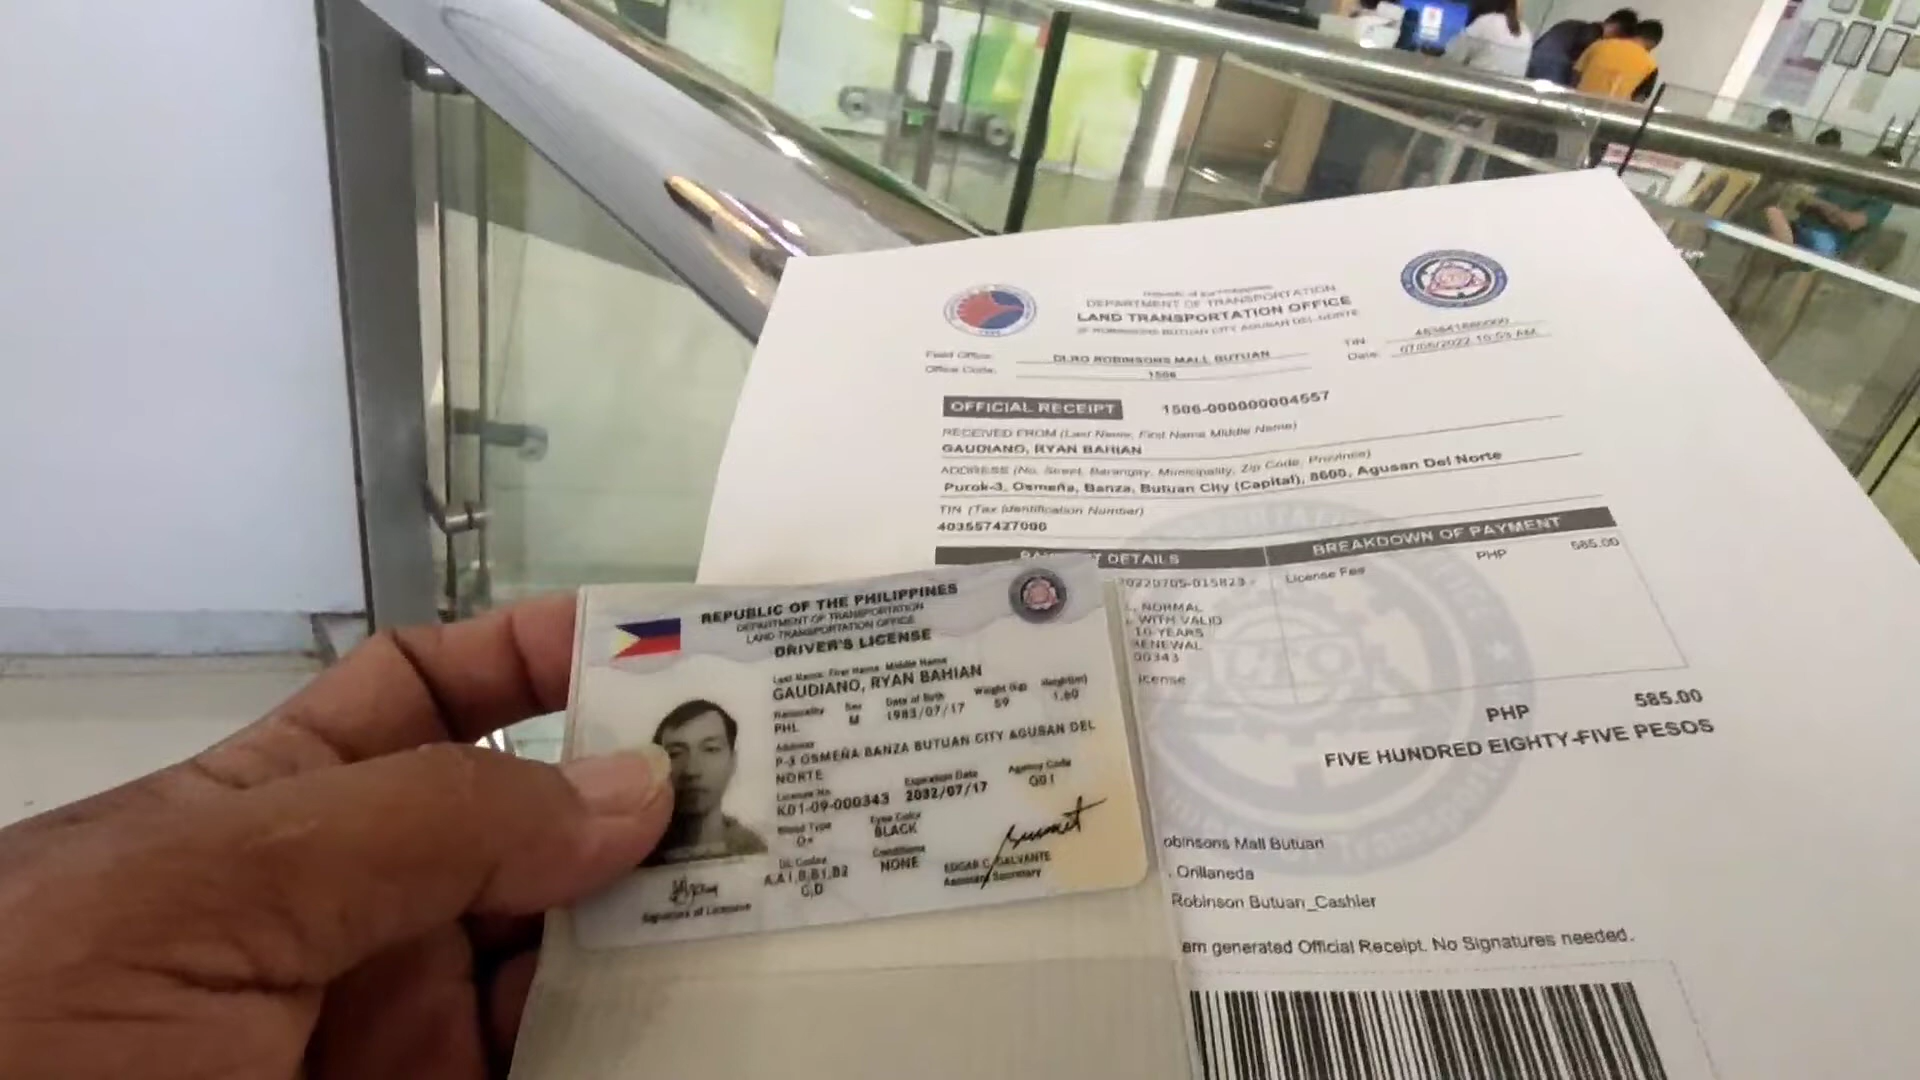 DEPARTMENT OF TRANSPORTATION
LAND TRANSPORTATION OFFICE
Field Office: DLRO ROBINSONS MALL BUTUAN
Office Code: 1506
TIN:
Date: 07/05/2022 10:53 AM
OFFICIAL RECEIPT 1506-000000004557
RECEIVED FROM (Last Name, First Name Middle Name)
GAUDIANO, RYAN BAHIAN
ADDRESS (No. Street, Barangay, Municipality, Zip Code, Province)
Purok-3, Osmeña, Banza, Butuan City (Capital), 8600, Agusan Del Norte
TIN (Tax Identification Number)
403557427000
DETAILS
BREAKDOWN OF PAYMENT
20220705-015823 -
License Fee PHP 585.00
NORMAL
WITH VALID
10-YEARS
RENEWAL
00343
license
PHP 585.00
FIVE HUNDRED EIGHTY-FIVE PESOS
obinsons Mall Butuan
. Orillaneda
Robinson Butuan_Cashier
em generated Official Receipt. No Signatures needed.
REPUBLIC OF THE PHILIPPINES
DEPARTMENT OF TRANSPORTATION
LAND TRANSPORTATION OFFICE
DRIVER'S LICENSE
Last Name, First Name, Middle Name
GAUDIANO, RYAN BAHIAN
Nationality Sex Date of Birth Weight (kg) Height(m)
PHL M 1983/07/17 59 1.60
Address
P-3 OSMEÑA BANZA BUTUAN CITY AGUSAN DEL
NORTE
License No. Expiration Date Agency Code
K01-09-000343 2032/07/17 Q01
Blood Type Eyes Color
O+ BLACK
DL Codes Conditions
A,A1,B,B1,B2 NONE
C,D
EDGAR C. GALVANTE
Assistant Secretary
Signature of Licensee